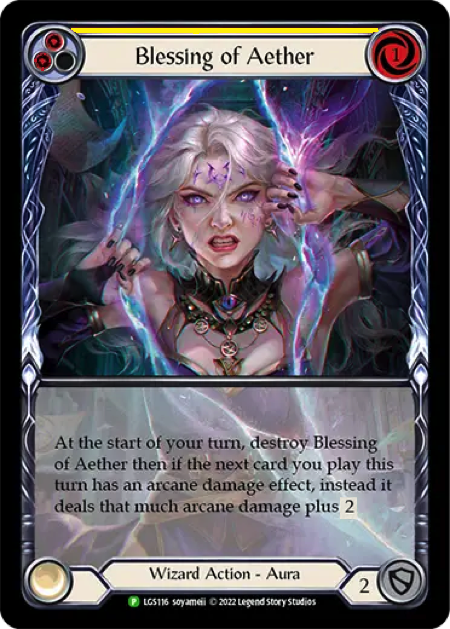 Blessing of Aether
1
At the start of your turn, destroy Blessing
of Aether then if the next card you play this
turn has an arcane damage effect, instead it
deals that much arcane damage plus 2
Wizard Action - Aura
2
P LGS116 soyameii © 2022 Legend Story Studios